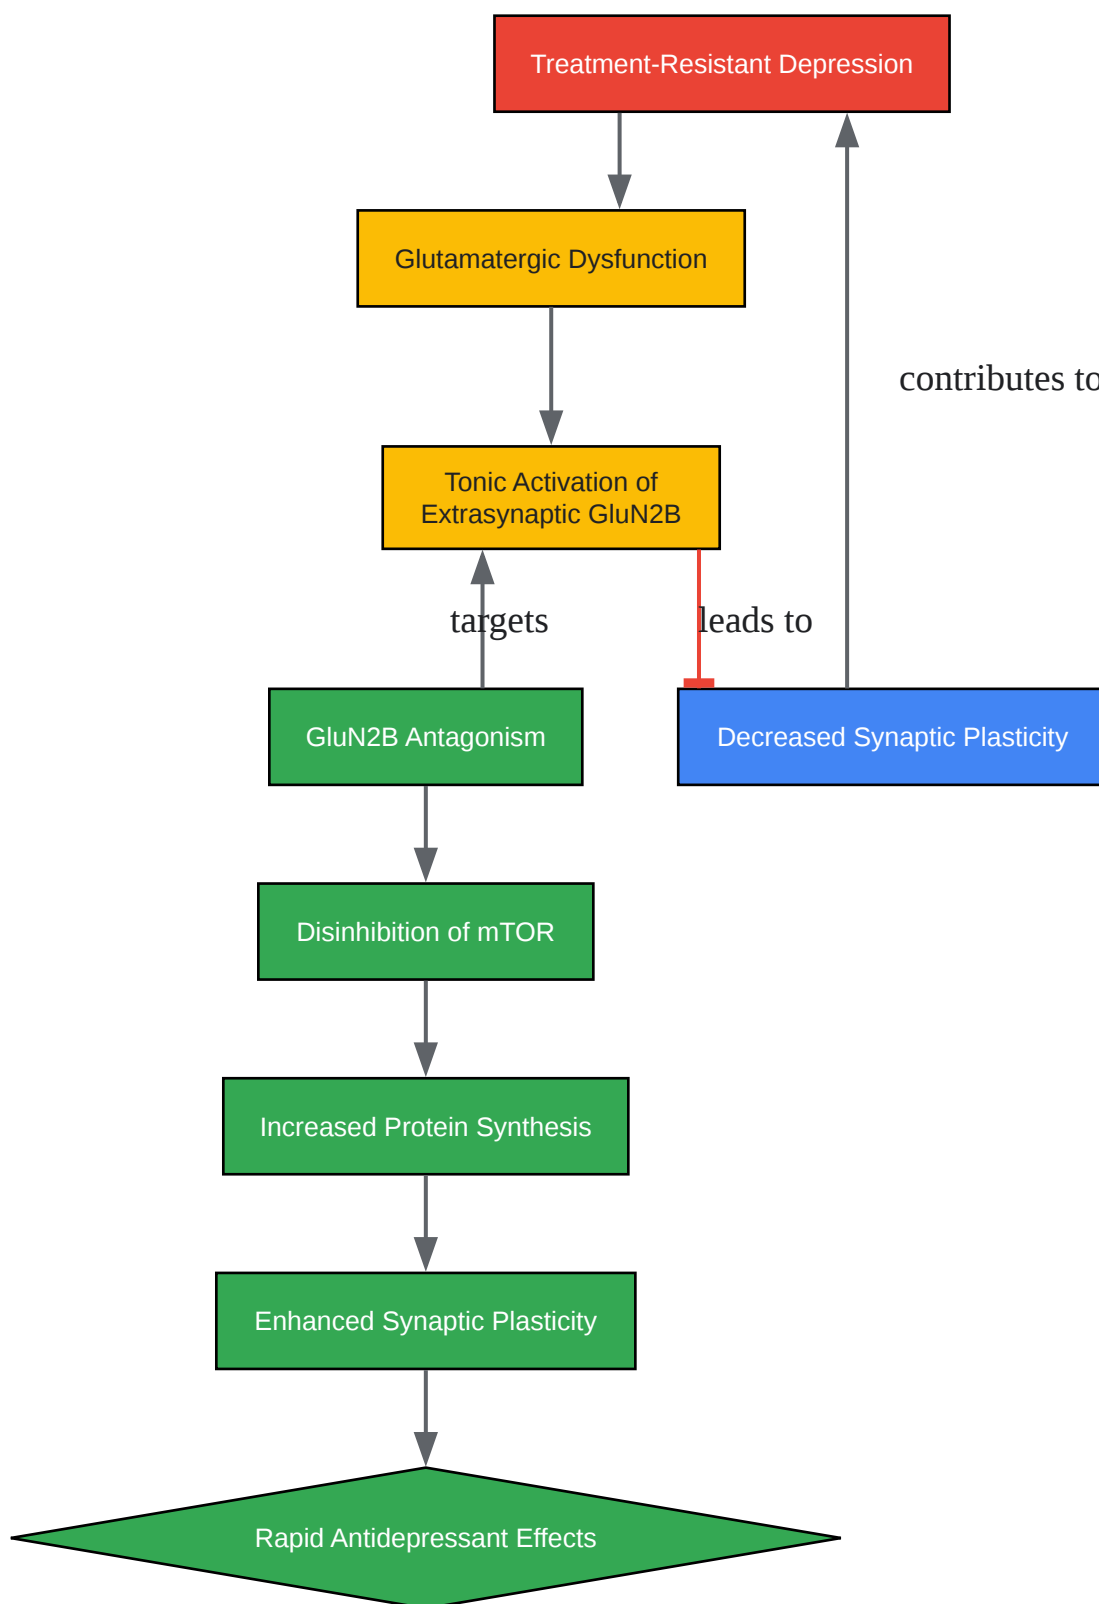 Treatment-Resistant Depression
Glutamatergic Dysfunction
contributes to
Tonic Activation of
Extrasynaptic GluN2B
targets
leads to
GluN2B Antagonism
Decreased Synaptic Plasticity
Disinhibition of mTOR
Increased Protein Synthesis
Enhanced Synaptic Plasticity
Rapid Antidepressant Effects